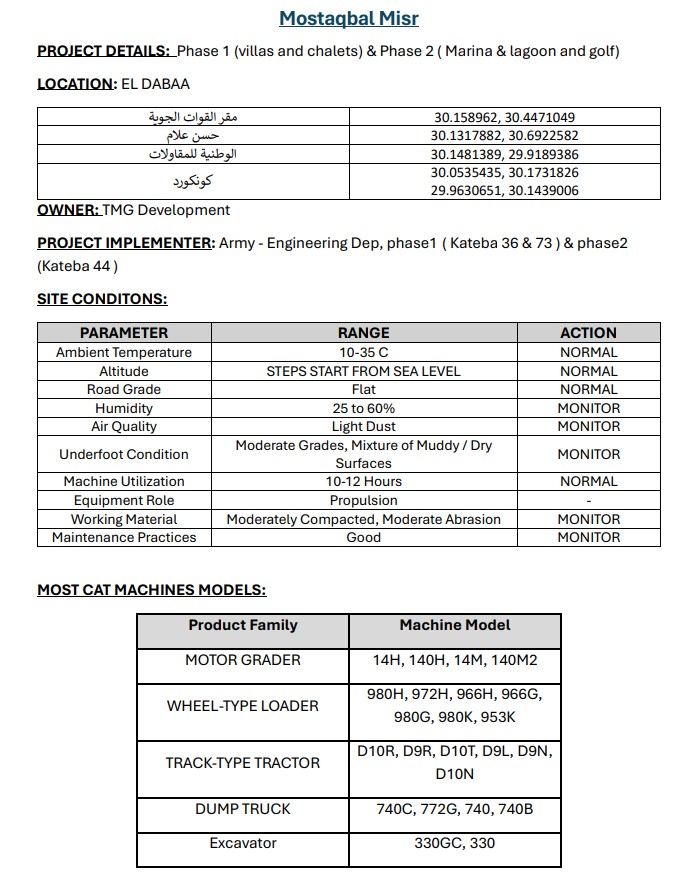 Mostaqbal Misr
PROJECT DETAILS: Phase 1 (villas and chalets) & Phase 2 ( Marina & lagoon and golf)
LOCATION: EL DABAA
مقر القوات الجوية 30.158962, 30.4471049
حسن علام 30.1317882, 30.6922582
الوطنية للمقاولات 30.1481389, 29.9189386
كونكورد 30.0535435, 30.1731826
29.9630651, 30.1439006
OWNER: TMG Development
PROJECT IMPLEMENTER: Army - Engineering Dep, phase1 ( Kateba 36 & 73 ) & phase2
(Kateba 44 )
SITE CONDITONS:
PARAMETER RANGE ACTION
Ambient Temperature 10-35 C NORMAL
Altitude STEPS START FROM SEA LEVEL NORMAL
Road Grade Flat NORMAL
Humidity 25 to 60% MONITOR
Air Quality Light Dust MONITOR
Underfoot Condition Moderate Grades, Mixture of Muddy / Dry
Surfaces MONITOR
Machine Utilization 10-12 Hours NORMAL
Equipment Role Propulsion -
Working Material Moderately Compacted, Moderate Abrasion MONITOR
Maintenance Practices Good MONITOR
MOST CAT MACHINES MODELS:
Product Family Machine Model
MOTOR GRADER 14H, 140H, 14M, 140M2
WHEEL-TYPE LOADER 980H, 972H, 966H, 966G,
980G, 980K, 953K
TRACK-TYPE TRACTOR D10R, D9R, D10T, D9L, D9N,
D10N
DUMP TRUCK 740C, 772G, 740, 740B
Excavator 330GC, 330